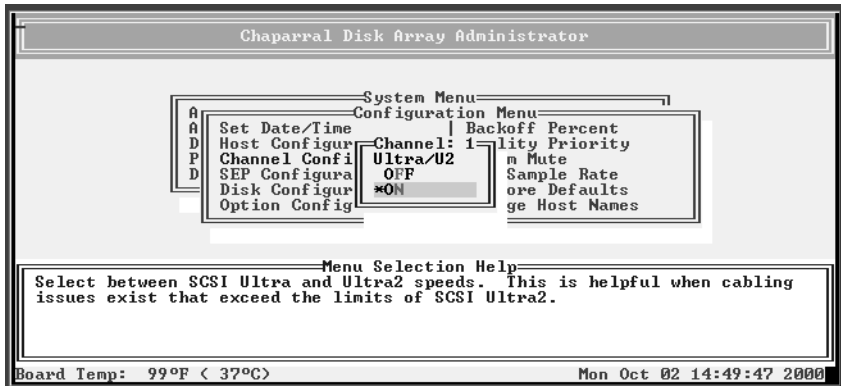 Chaparral Disk Array Administrator
System Menu
Configuration Menu
A
A
D
P
D
Set Date/Time | Backoff Percent
Host Configur
lity Priority
Channel Confi
m Mute
SEP Configura
Sample Rate
Disk Configur
ore Defaults
Option Config
ge Host Names
Channel: 1
Ultra/U2
OFF
*ON
Menu Selection Help
Select between SCSI Ultra and Ultra2 speeds. This is helpful when cabling
issues exist that exceed the limits of SCSI Ultra2.
Board Temp: 99ºF ( 37ºC) Mon Oct 02 14:49:47 2000